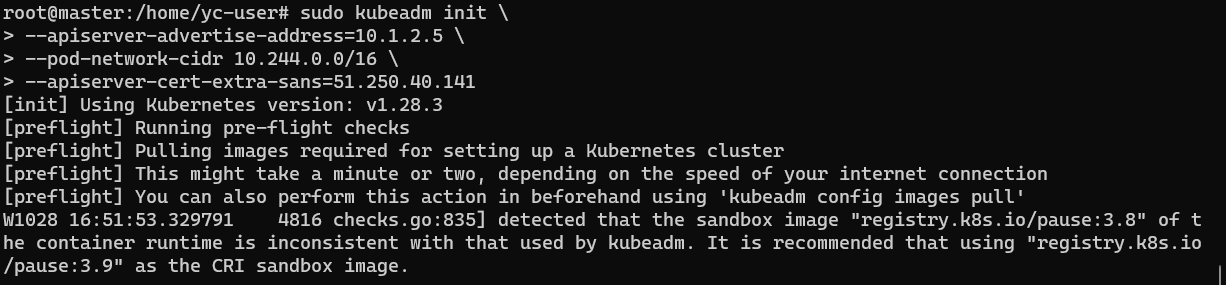 root@master:/home/yc-user# sudo kubeadm init \
> --apiserver-advertise-address=10.1.2.5 \
> --pod-network-cidr 10.244.0.0/16 \
> --apiserver-cert-extra-sans=51.250.40.141
[init] Using Kubernetes version: v1.28.3
[preflight] Running pre-flight checks
[preflight] Pulling images required for setting up a Kubernetes cluster
[preflight] This might take a minute or two, depending on the speed of your internet connection
[preflight] You can also perform this action in beforehand using 'kubeadm config images pull'
W1028 16:51:53.329791    4816 checks.go:835] detected that the sandbox image "registry.k8s.io/pause:3.8" of t
he container runtime is inconsistent with that used by kubeadm. It is recommended that using "registry.k8s.io
/pause:3.9" as the CRI sandbox image.